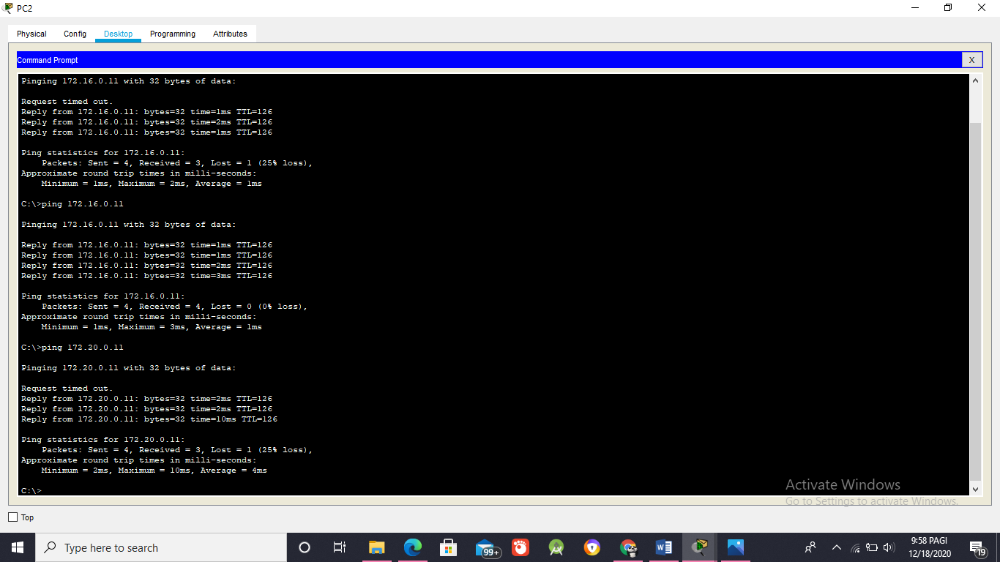 PC2
Physical Config Desktop Programming Attributes
Command Prompt
X
Pinging 172.16.0.11 with 32 bytes of data:
Request timed out.
Reply from 172.16.0.11: bytes=32 time=1ms TTL=126
Reply from 172.16.0.11: bytes=32 time=2ms TTL=126
Reply from 172.16.0.11: bytes=32 time=1ms TTL=126
Ping statistics for 172.16.0.11:
Packets: Sent = 4, Received = 3, Lost = 1 (25% loss),
Approximate round trip times in milli-seconds:
Minimum = 1ms, Maximum = 2ms, Average = 1ms
C:\>ping 172.16.0.11
Pinging 172.16.0.11 with 32 bytes of data:
Reply from 172.16.0.11: bytes=32 time=1ms TTL=126
Reply from 172.16.0.11: bytes=32 time=1ms TTL=126
Reply from 172.16.0.11: bytes=32 time=2ms TTL=126
Reply from 172.16.0.11: bytes=32 time=3ms TTL=126
Ping statistics for 172.16.0.11:
Packets: Sent = 4, Received = 4, Lost = 0 (0% loss),
Approximate round trip times in milli-seconds:
Minimum = 1ms, Maximum = 3ms, Average = 1ms
C:\>ping 172.20.0.11
Pinging 172.20.0.11 with 32 bytes of data:
Request timed out.
Reply from 172.20.0.11: bytes=32 time=2ms TTL=126
Reply from 172.20.0.11: bytes=32 time=2ms TTL=126
Reply from 172.20.0.11: bytes=32 time=10ms TTL=126
Ping statistics for 172.20.0.11:
Packets: Sent = 4, Received = 3, Lost = 1 (25% loss),
Approximate round trip times in milli-seconds:
Minimum = 2ms, Maximum = 10ms, Average = 4ms
C:\>
Activate Windows
Go to Settings to activate Windows.
Top
Type here to search
99+
9:58 PAGI
12/18/2020
19